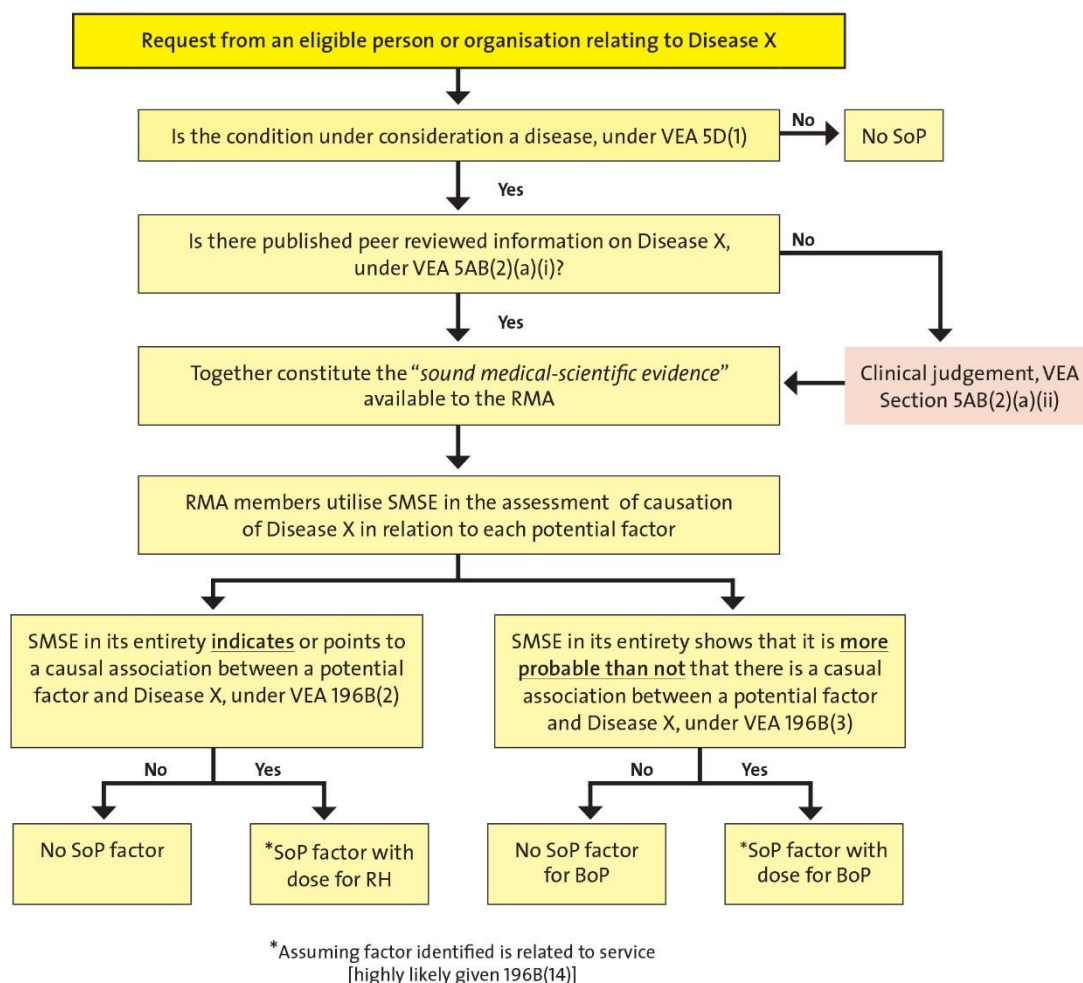 Request from an eligible person or organisation relating to Disease X
Is the condition under consideration a disease, under VEA 5D(1)
No
No SoP
Yes
Is there published peer reviewed information on Disease X,
under VEA 5AB(2)(a)(i)?
No
Yes
Together constitute the “sound medical-scientific evidence”
available to the RMA
Clinical judgement, VEA
Section 5AB(2)(a)(ii)
RMA members utilise SMSE in the assessment of causation
of Disease X in relation to each potential factor
SMSE in its entirety indicates or points to
a causal association between a potential
factor and Disease X, under VEA 196B(2)
SMSE in its entirety shows that it is more
probable than not that there is a casual
association between a potential factor
and Disease X, under VEA 196B(3)
No
Yes
No
Yes
No SoP factor
*SoP factor with
dose for RH
No SoP factor
for BoP
*SoP factor with
dose for BoP
*Assuming factor identified is related to service
[highly likely given 196B(14)]